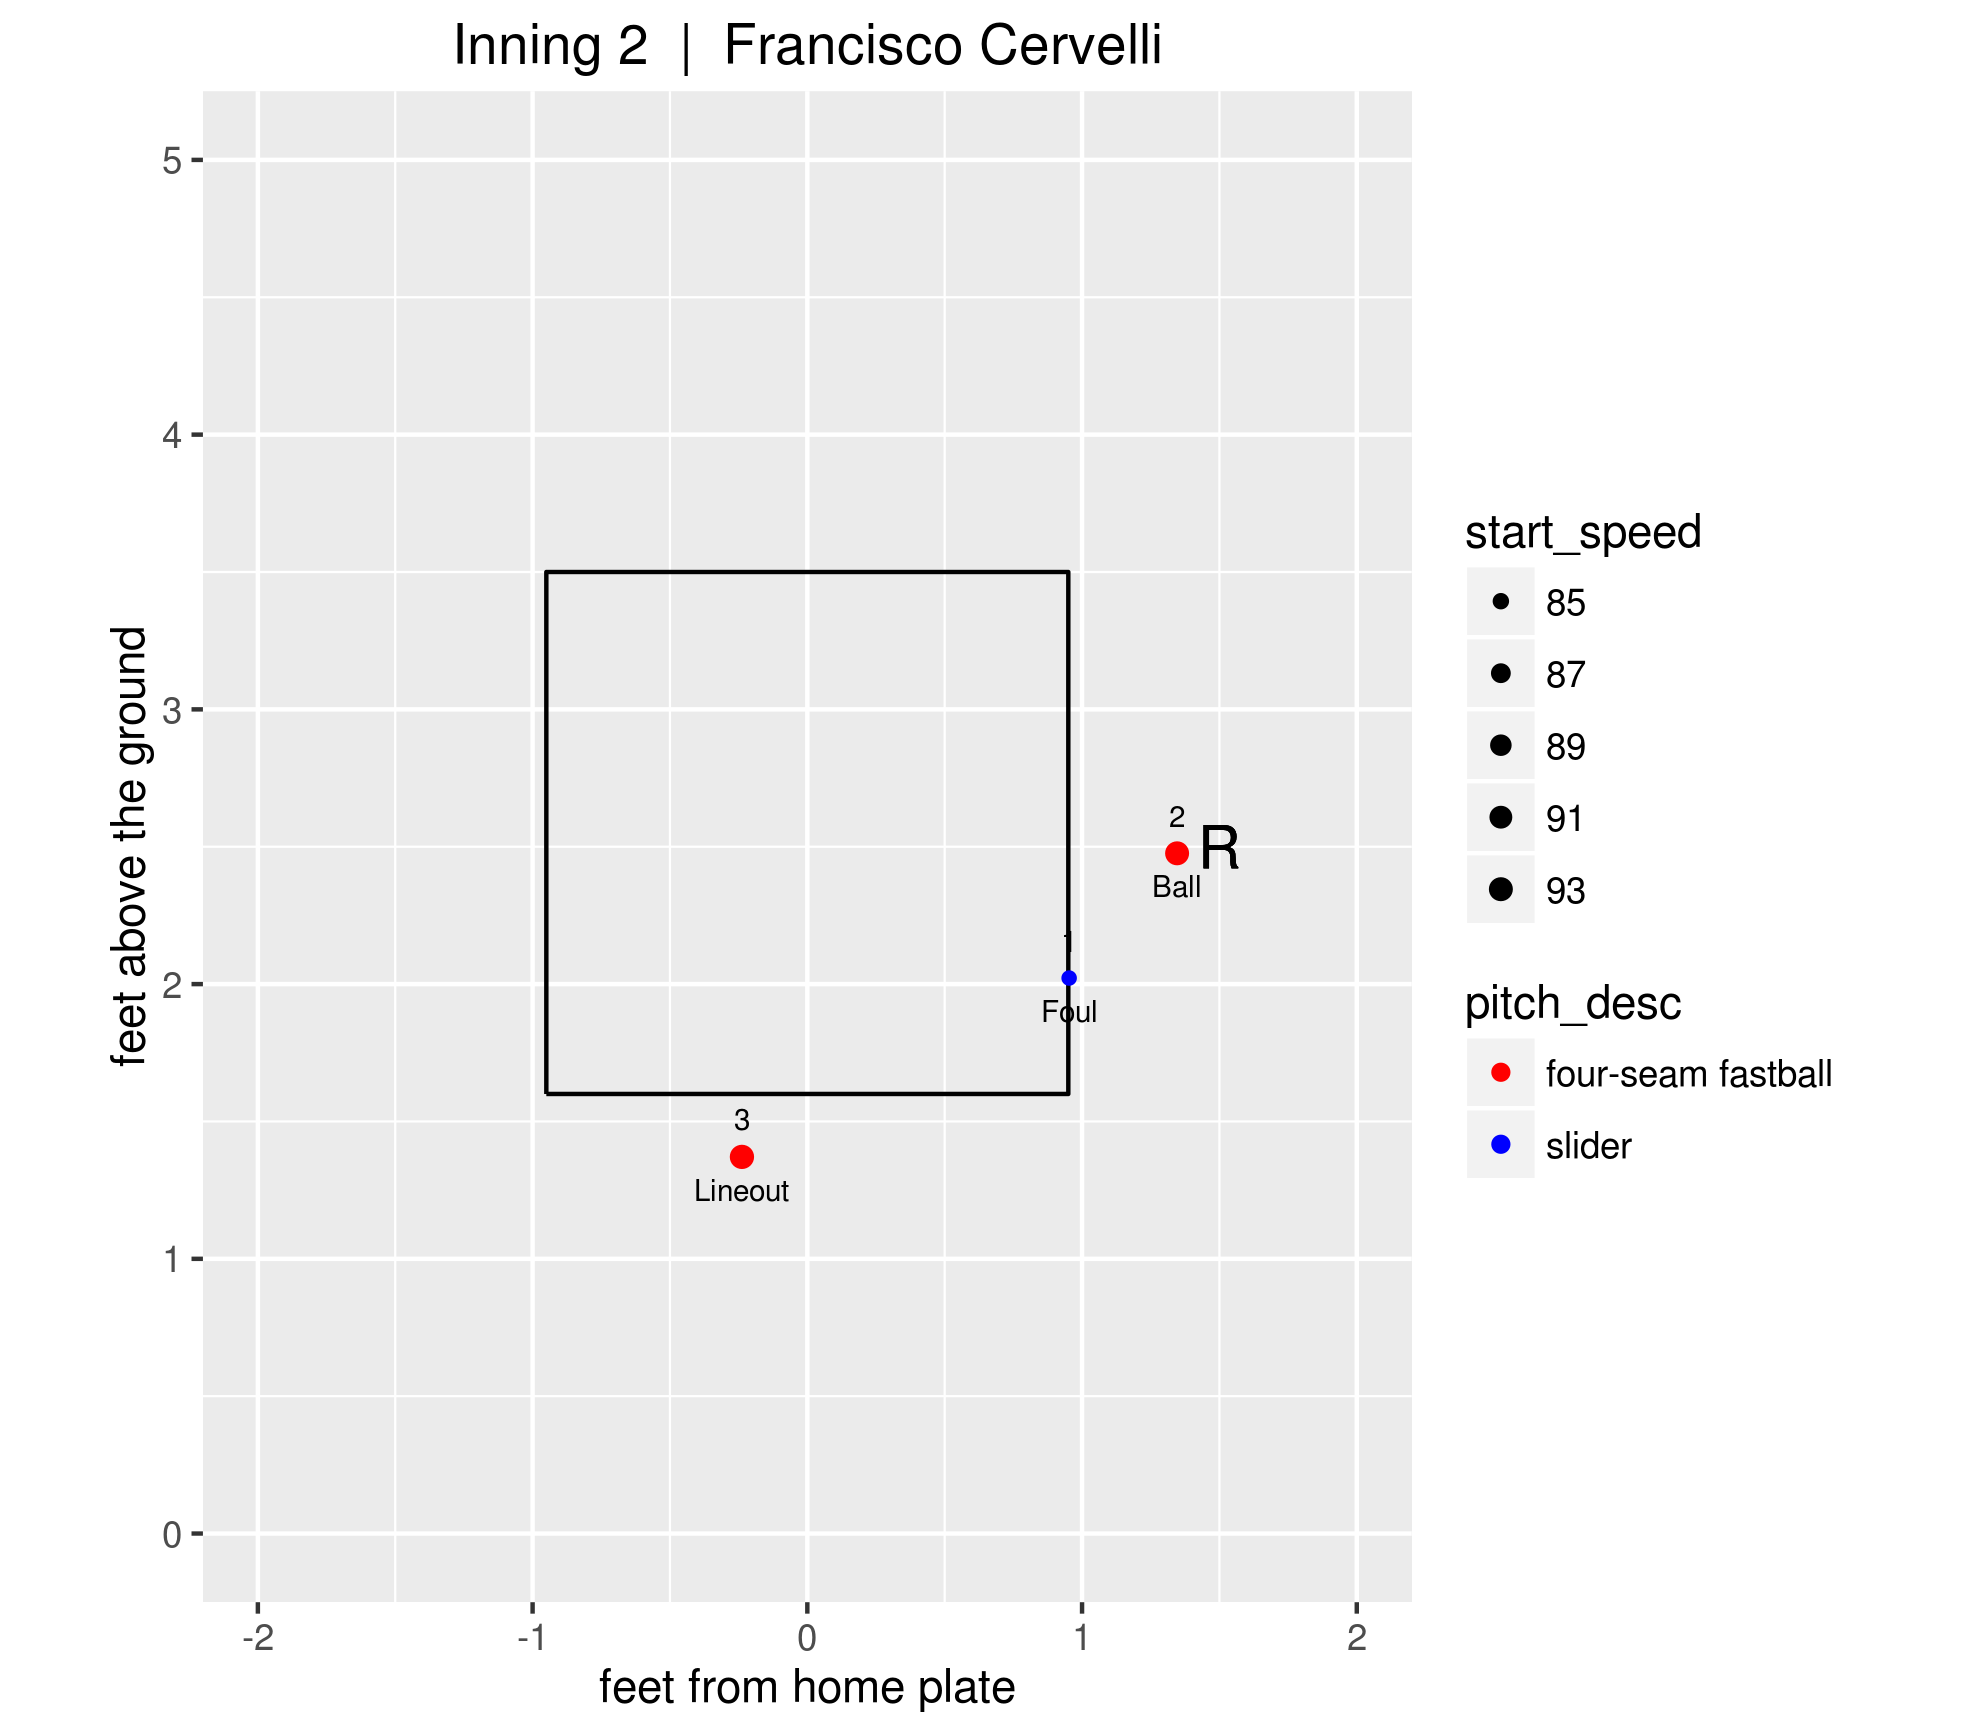 Inning 2 | Francisco Cervelli
feet above the ground
5
4
3
2
1
0
2
R
Ball
1
Foul
3
Lineout
-2 -1 0 1 2
feet from home plate
start_speed
85
87
89
91
93
pitch_desc
four-seam fastball
slider